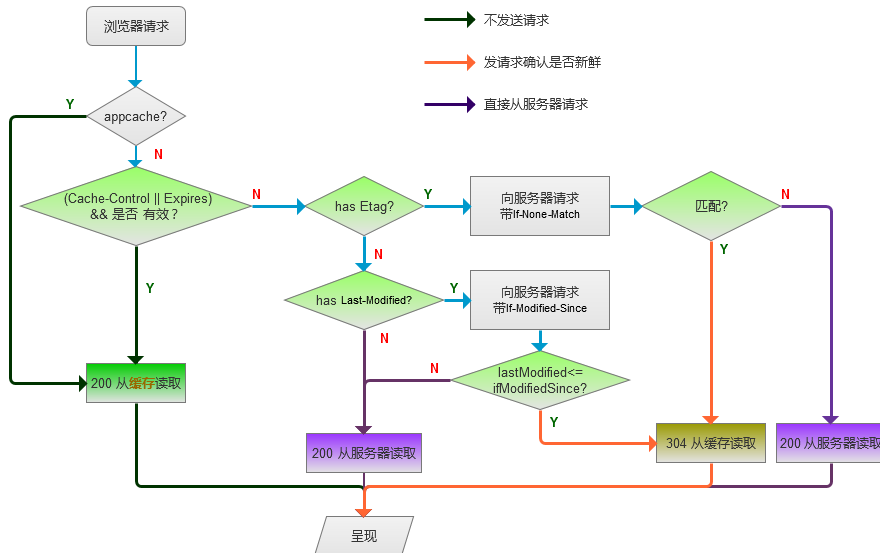 浏览器请求
不发送请求
发请求确认是否新鲜
直接从服务器请求
Y
appcache?
N
(Cache-Control || Expires)
&& 是否 有效?
N
has Etag?
Y
向服务器请求
带If-None-Match
匹配?
N
Y
N
Y
has Last-Modified?
Y
向服务器请求
带If-Modified-Since
N
N
lastModified<=
ifModifiedSince?
Y
200 从缓存读取
200 从服务器读取
304 从缓存读取
200 从服务器读取
呈现